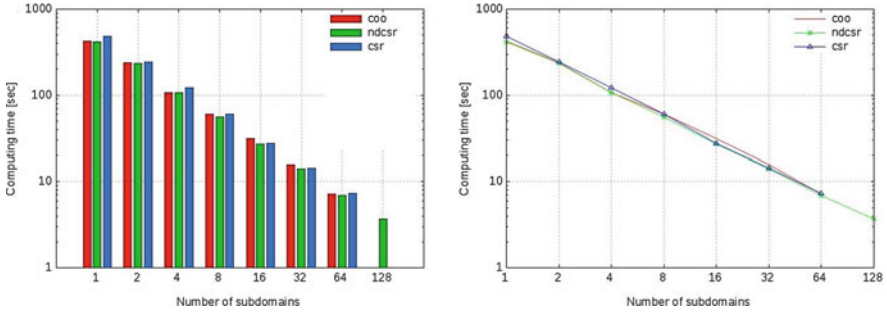 1000
100
10
1
Computing time [sec]
coo
ndcsr
csr
1 2 4 8 16 32 64 128
Number of subdomains
1000
100
10
1
Computing time [sec]
coo
ndcsr
csr
1 2 4 8 16 32 64 128
Number of subdomains